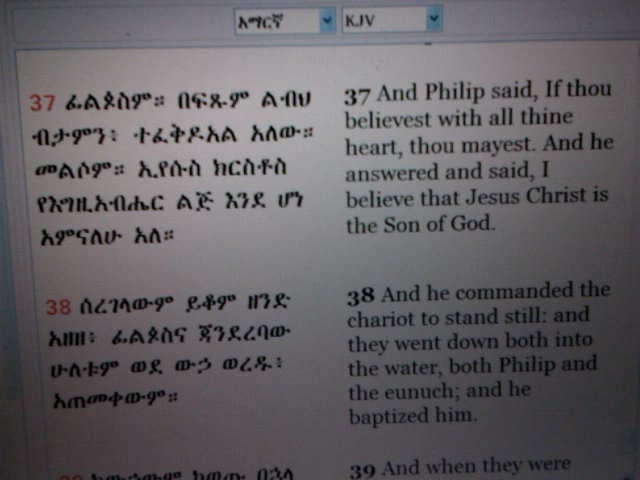 አማርኛ
KJV
37 ፊልጶስም። በፍጹም ልብህ
ብታምን፥ ተፈቅዶአል አለው።
መልሶም። ኢየሱስ ክርስቶስ
የእግዚአብሔር ልጅ እንደ ሆነ
አምናለሁ አለ።
37 And Philip said, If thou
believest with all thine
heart, thou mayest. And he
answered and said, I
believe that Jesus Christ is
the Son of God.
38 ሰረገላውም ይቆም ዘንድ
አዘዘ፥ ፊልጶስና ጃንደረባው
ሁለቱም ወደ ውኃ ወረዱ፥
አጠመቀውም።
38 And he commanded the
chariot to stand still: and
they went down both into
the water, both Philip and
the eunuch; and he
baptized him.
39 ከውኃውም ከወጡ በኋላ
39 And when they were